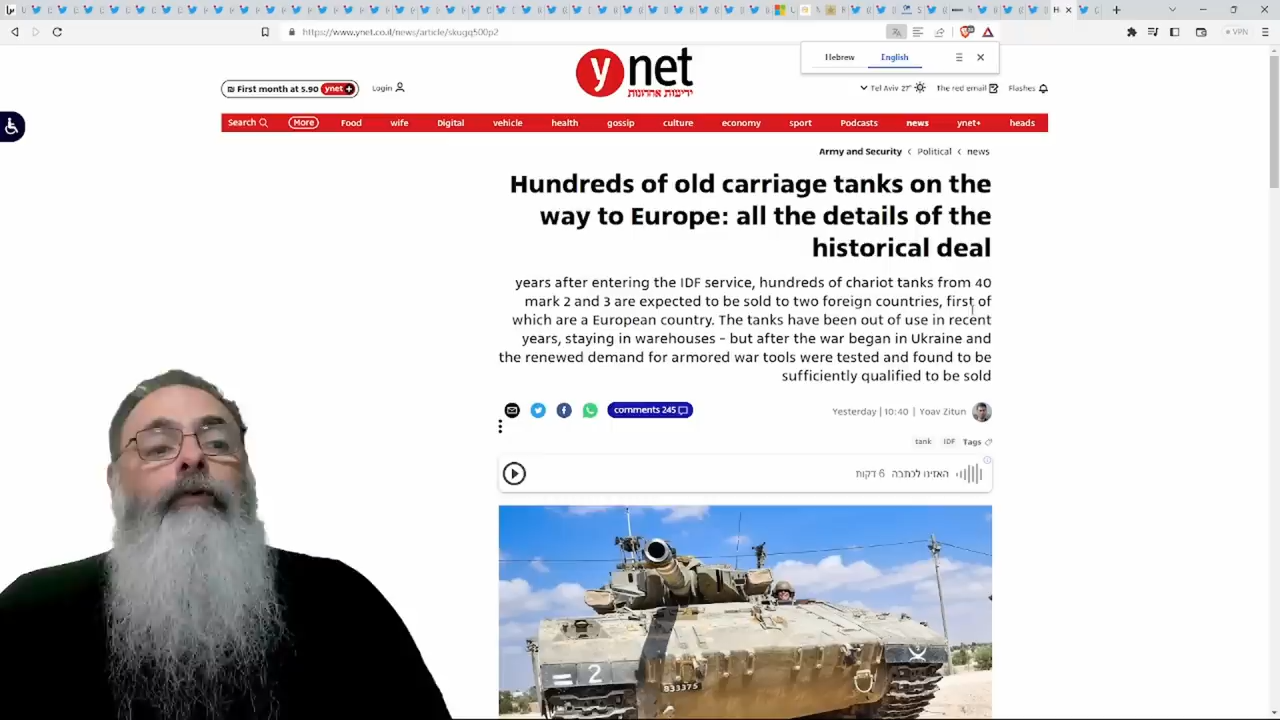 https://www.ynet.co.il/news/article/skugq500p2
VPN
Hebrew English
ynet
ידיעות אחרונות
First month at 5.90 ynet+
Login
Tel Aviv 27° The red email Flashes
Search More Food wife Digital vehicle health gossip culture economy sport Podcasts news ynet+ heads
Army and Security < Political < news
Hundreds of old carriage tanks on the
way to Europe: all the details of the
historical deal
years after entering the IDF service, hundreds of chariot tanks from 40
mark 2 and 3 are expected to be sold to two foreign countries, first of
which are a European country. The tanks have been out of use in recent
years, staying in warehouses - but after the war began in Ukraine and
the renewed demand for armored war tools were tested and found to be
sufficiently qualified to be sold
comments 245
Yesterday | 10:40 | Yoav Zitun
tank IDF Tags
האזינו לכתבה 6 דקות
= 2
833375